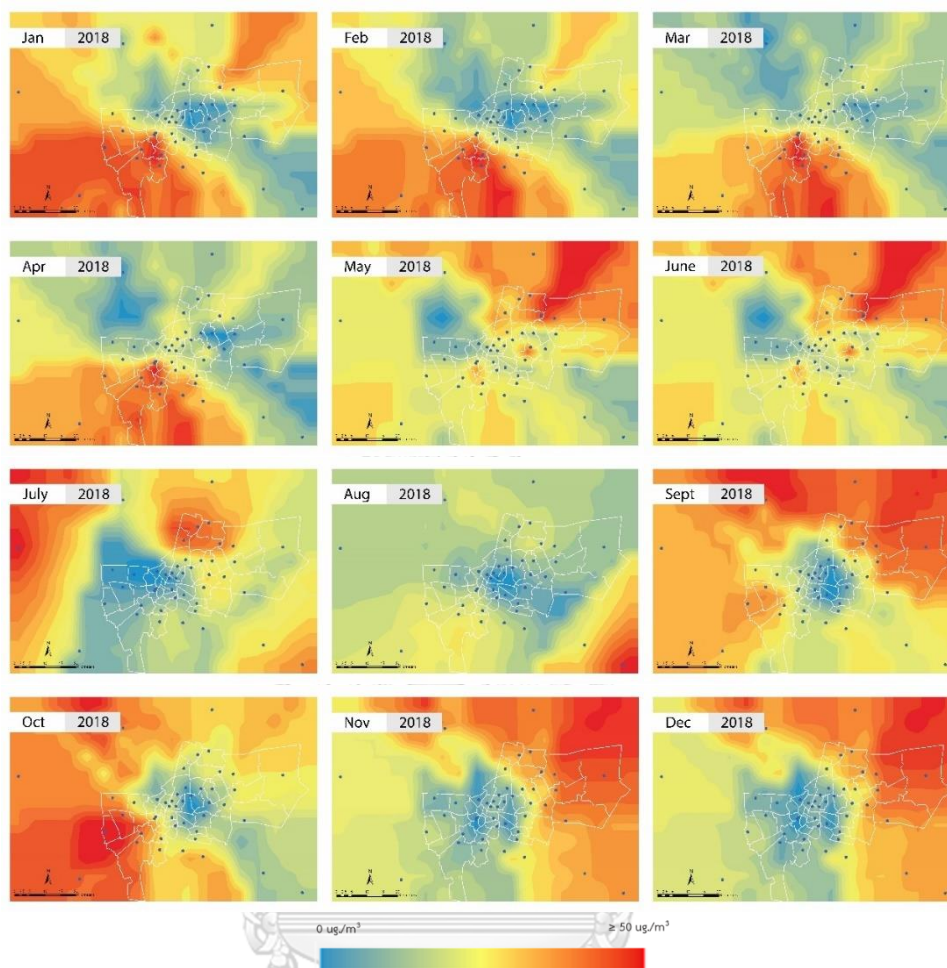 Jan 2018
Feb 2018
Mar 2018
Apr 2018
May 2018
June 2018
July 2018
Aug 2018
Sept 2018
Oct 2018
Nov 2018
Dec 2018
0 ug./m³ ≥ 50 ug./m³